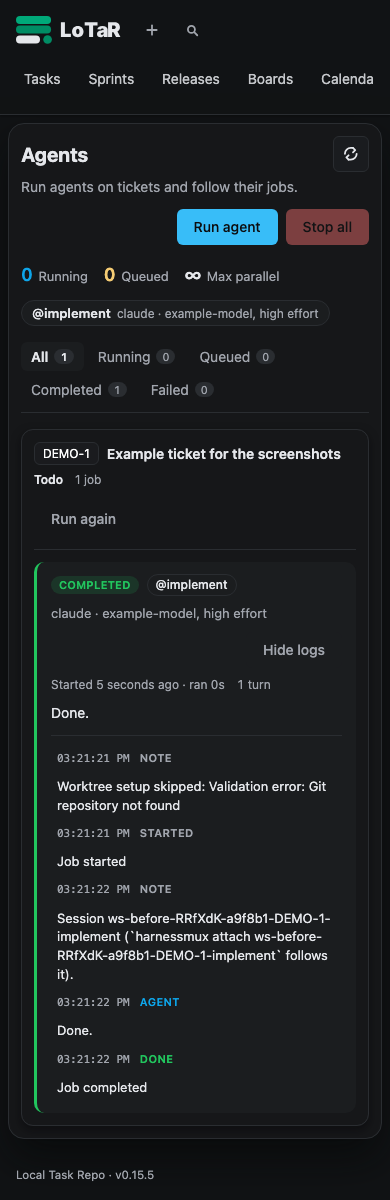 LoTaR
Tasks Sprints Releases Boards Calenda
Agents
Run agents on tickets and follow their jobs.
Run agent Stop all
0 Running 0 Queued ∞ Max parallel
@implement claude · example-model, high effort
All 1 Running 0 Queued 0
Completed 1 Failed 0
DEMO-1 Example ticket for the screenshots
Todo 1 job
Run again
COMPLETED @implement
claude · example-model, high effort
Hide logs
Started 5 seconds ago · ran 0s 1 turn
Done.
03:21:21 PM NOTE
Worktree setup skipped: Validation error: Git
repository not found
03:21:21 PM STARTED
Job started
03:21:22 PM NOTE
Session ws-before-RRfXdK-a9f8b1-DEMO-1-
implement (`harnessmux attach ws-before-
RRfXdK-a9f8b1-DEMO-1-implement` follows
it).
03:21:22 PM AGENT
Done.
03:21:22 PM DONE
Job completed
Local Task Repo · v0.15.5